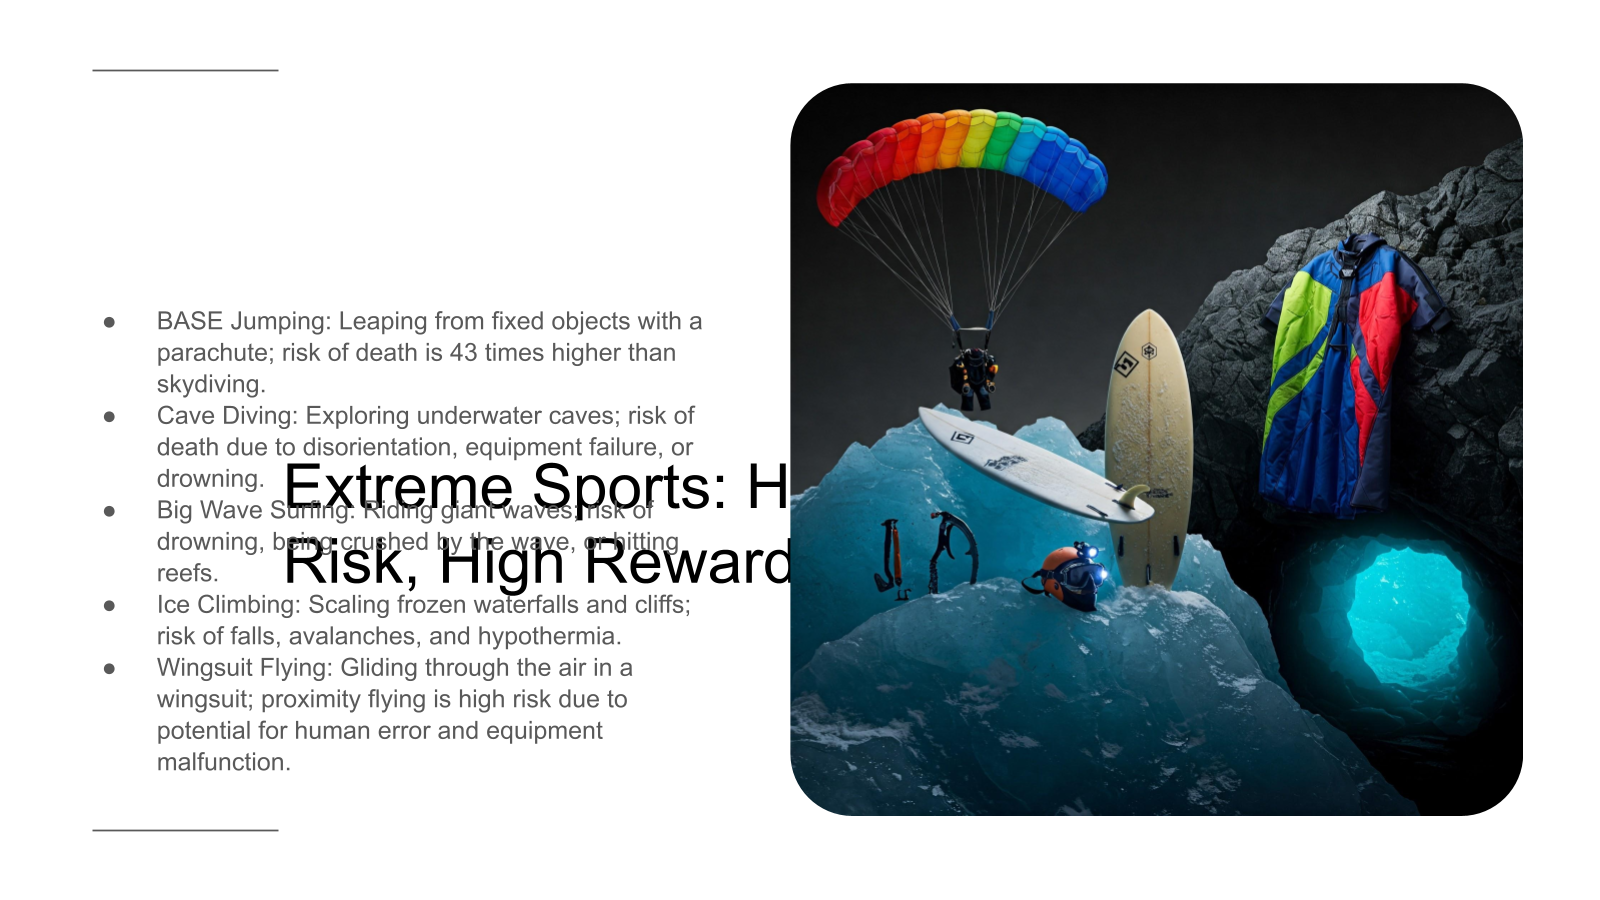 ● BASE Jumping: Leaping from fixed objects with a
parachute; risk of death is 43 times higher than
skydiving.
● Cave Diving: Exploring underwater caves; risk of
death due to disorientation, equipment failure, or
drowning.
Extreme Sports: H
● Big Wave Surfing: Riding giant waves; risk of
drowning, being crushed by the wave, or hitting
reefs.
Risk, High Reward
● Ice Climbing: Scaling frozen waterfalls and cliffs;
risk of falls, avalanches, and hypothermia.
● Wingsuit Flying: Gliding through the air in a
wingsuit; proximity flying is high risk due to
potential for human error and equipment
malfunction.